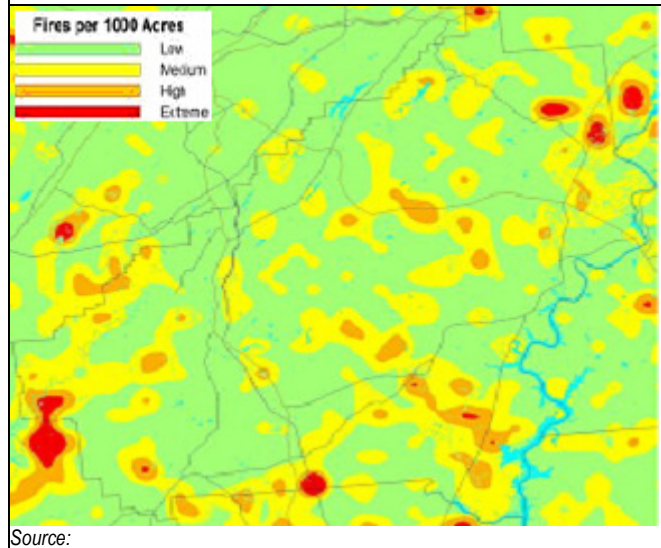 Fires per 1000 Acres
Low
Medium
High
Extreme
Source: